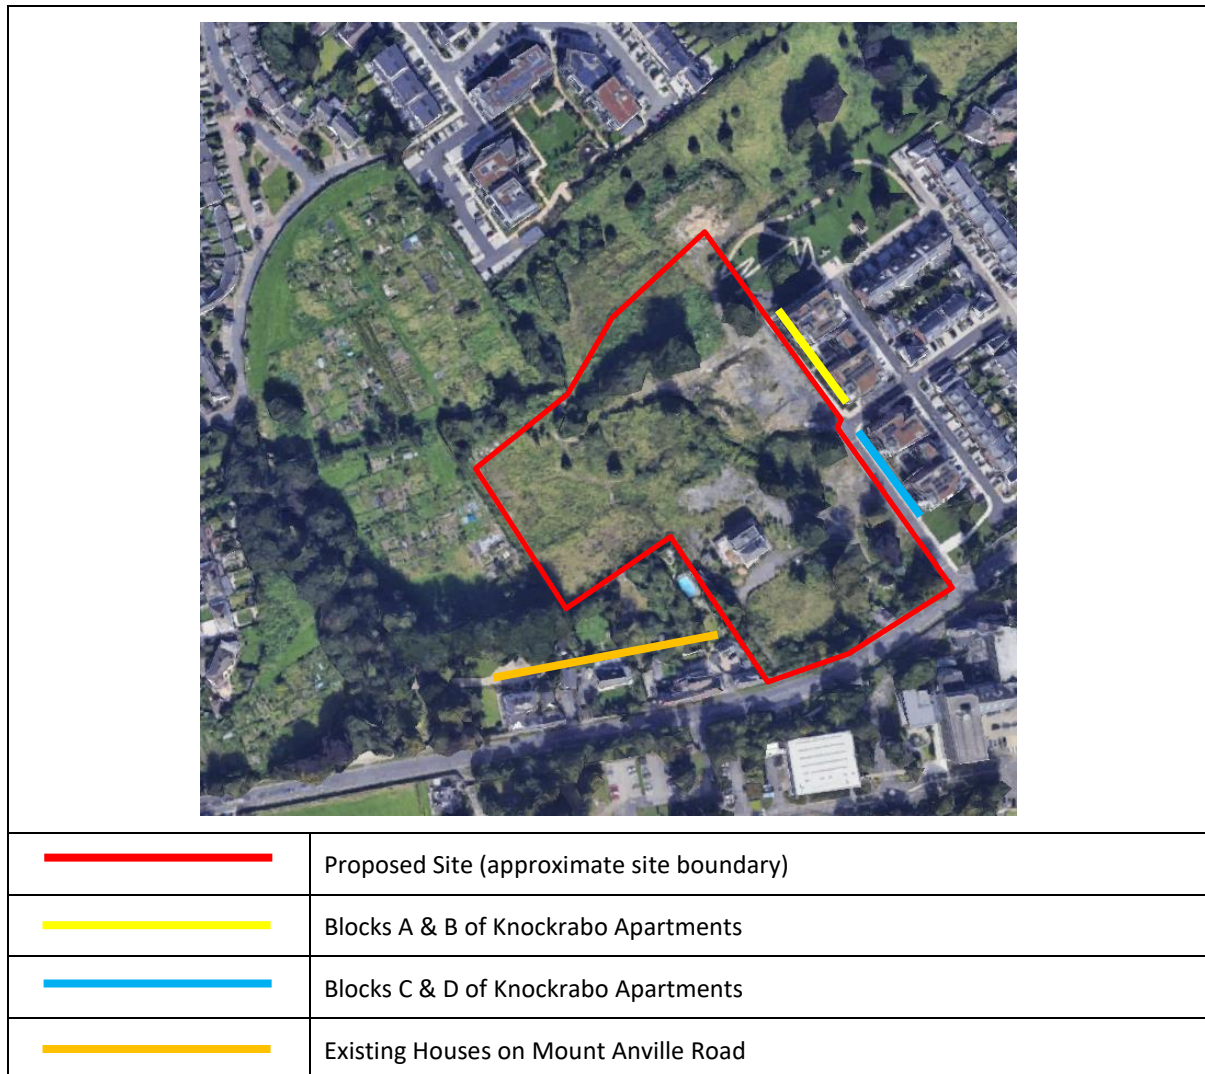 Proposed Site (approximate site boundary)
Blocks A & B of Knockrabo Apartments
Blocks C & D of Knockrabo Apartments
Existing Houses on Mount Anville Road